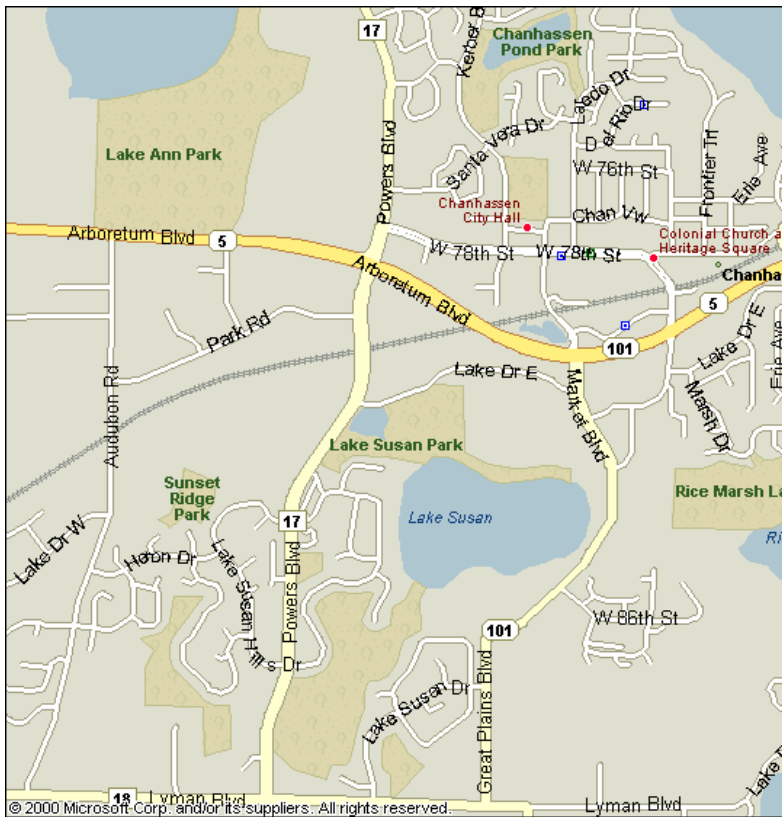 17
Kerber B
Chanhassen
Pond Park
Laredo Dr
Del Rio Dr
Santa Vera Dr
W 76th St
Frontier Trl
Erie Ave
Lake Ann Park
Powers Blvd
Chanhassen
City Hall
Chan Vw
Colonial Church a
Heritage Square
Arboretum Blvd
5
W 78th St
W 78th St
Chanha
Arboretum Blvd
5
101
Park Rd
Lake Dr E
Lake Dr E
Erie Ave
Market Blvd
Marsh Dr
Audubon Rd
Lake Susan Park
Sunset
Ridge
Park
Rice Marsh La
Lake Susan
17
Ri
Lake Dr W
Heron Dr
Lake Susan Hills Dr
Powers Blvd
W 86th St
101
Lake Susan Dr
Great Plains Blvd
Lake D
18
Lyman Blvd
Lyman Blvd
© 2000 Microsoft Corp. and/or its suppliers. All rights reserved.